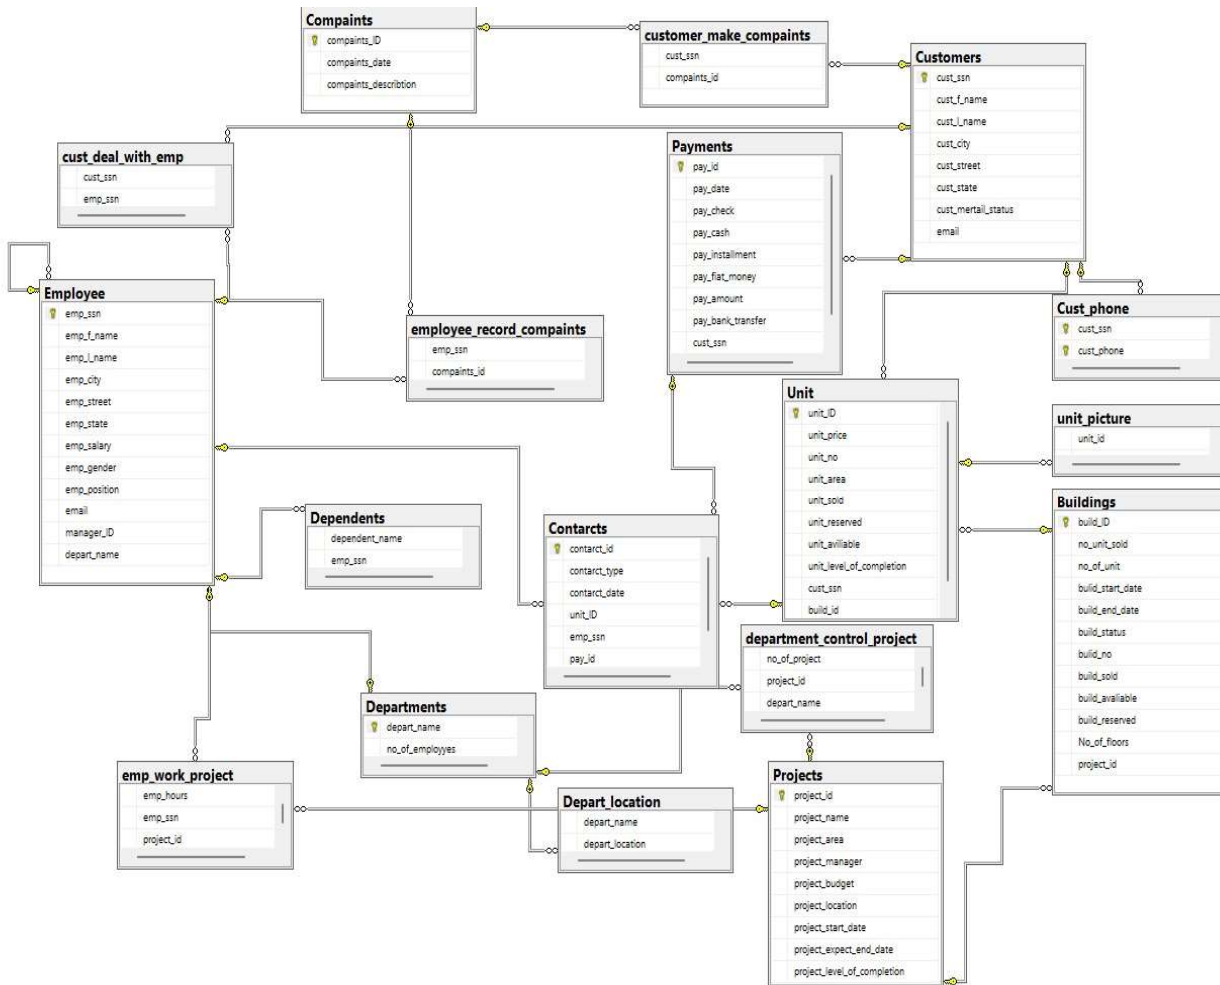 Compaints
compaints_ID
compaints_date
compaints_describtion
customer_make_compaints
cust_ssn
compaints_id
Customers
cust_ssn
cust_f_name
cust_l_name
cust_city
cust_street
cust_state
cust_mertail_status
email
cust_deal_with_emp
cust_ssn
emp_ssn
Payments
pay_id
pay_date
pay_check
pay_cash
pay_installment
pay_fiat_money
pay_amount
pay_bank_transfer
cust_ssn
Employee
emp_ssn
emp_f_name
emp_l_name
emp_city
emp_street
emp_state
emp_salary
emp_gender
emp_position
email
manager_ID
depart_name
employee_record_compaints
emp_ssn
compaints_id
Cust_phone
cust_ssn
cust_phone
Unit
unit_ID
unit_price
unit_no
unit_area
unit_sold
unit_reserved
unit_aviliable
unit_level_of_completion
cust_ssn
build_id
unit_picture
unit_id
Buildings
build_ID
no_unit_sold
no_of_unit
bulid_start_date
build_end_date
build_status
bulid_no
build_sold
build_avaliable
build_reserved
No_of_floors
project_id
Dependents
dependent_name
emp_ssn
Contarcts
contarct_id
contarct_type
contarct_date
unit_ID
emp_ssn
pay_id
department_control_project
no_of_project
project_id
depart_name
Departments
depart_name
no_of_employyes
emp_work_project
emp_hours
emp_ssn
project_id
Depart_location
depart_name
depart_location
Projects
project_id
project_name
project_area
project_manager
project_budget
project_location
project_start_date
project_expect_end_date
project_level_of_completion